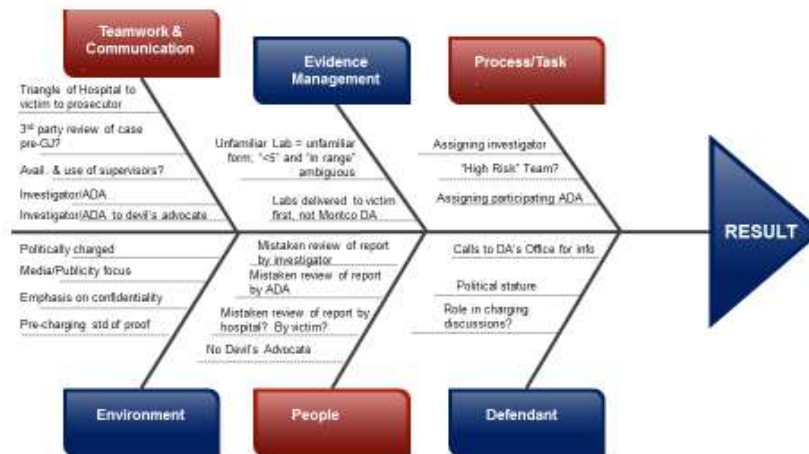 Teamwork &
Communication
Evidence
Management
Process/Task
Triangle of Hospital to
victim to prosecutor
3rd party review of case
pre-GJ?
Avail. & use of supervisors?
Investigator/ADA
Investigator/ADA to devil's advocate
Unfamiliar Lab = unfamiliar
form; "<5" and "in range"
ambiguous
Labs delivered to victim
first, not Montco DA
Assigning investigator
"High Risk" Team?
Assigning participating ADA
RESULT
Politically charged
Media/Publicity focus
Emphasis on confidentiality
Pre-charging std of proof
Mistaken review of report
by investigator
Mistaken review of report
by ADA
Mistaken review of report by
hospital? By victim?
No Devil's Advocate
Calls to DA's Office for info
Political stature
Role in charging
discussions?
Environment
People
Defendant